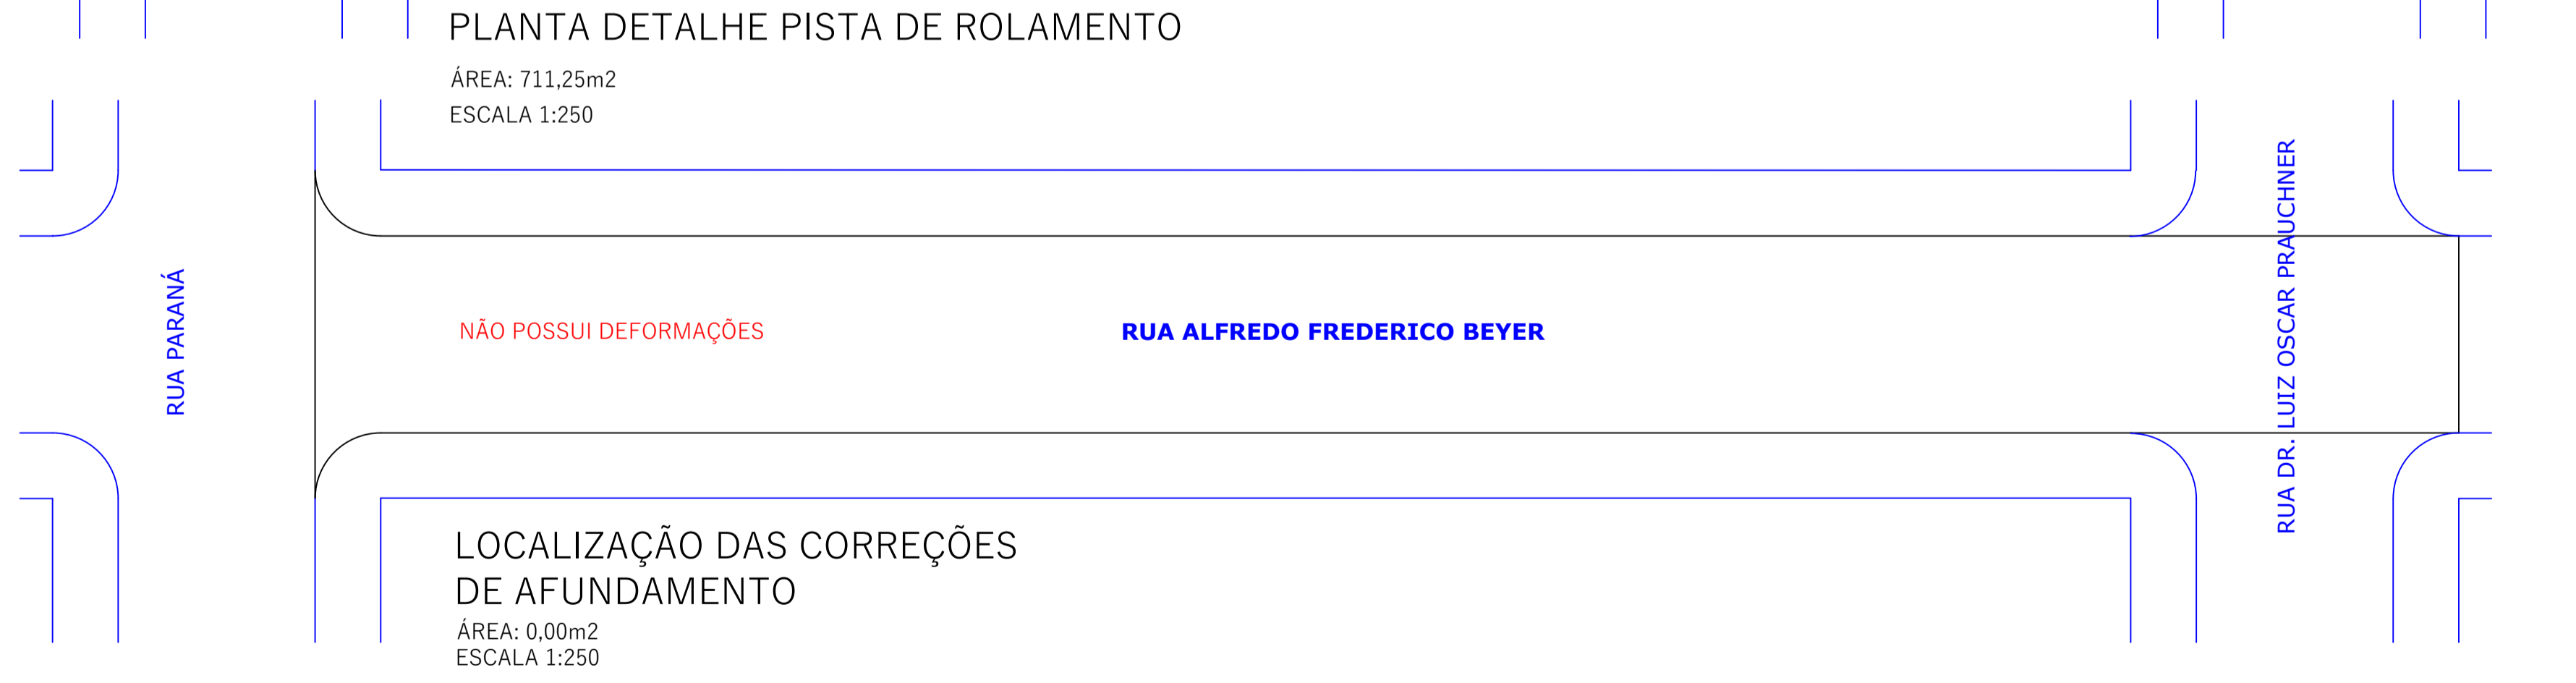 PLANTA DETALHE PISTA DE ROLAMENTO
ÁREA: 711,25m2
ESCALA 1:250
RUA PARANÁ
NÃO POSSUI DEFORMAÇÕES
RUA ALFREDO FREDERICO BEYER
RUA DR. LUIZ OSCAR PRAUCHNER
LOCALIZAÇÃO DAS CORREÇÕES
DE AFUNDAMENTO
ÁREA: 0,00m2
ESCALA 1:250